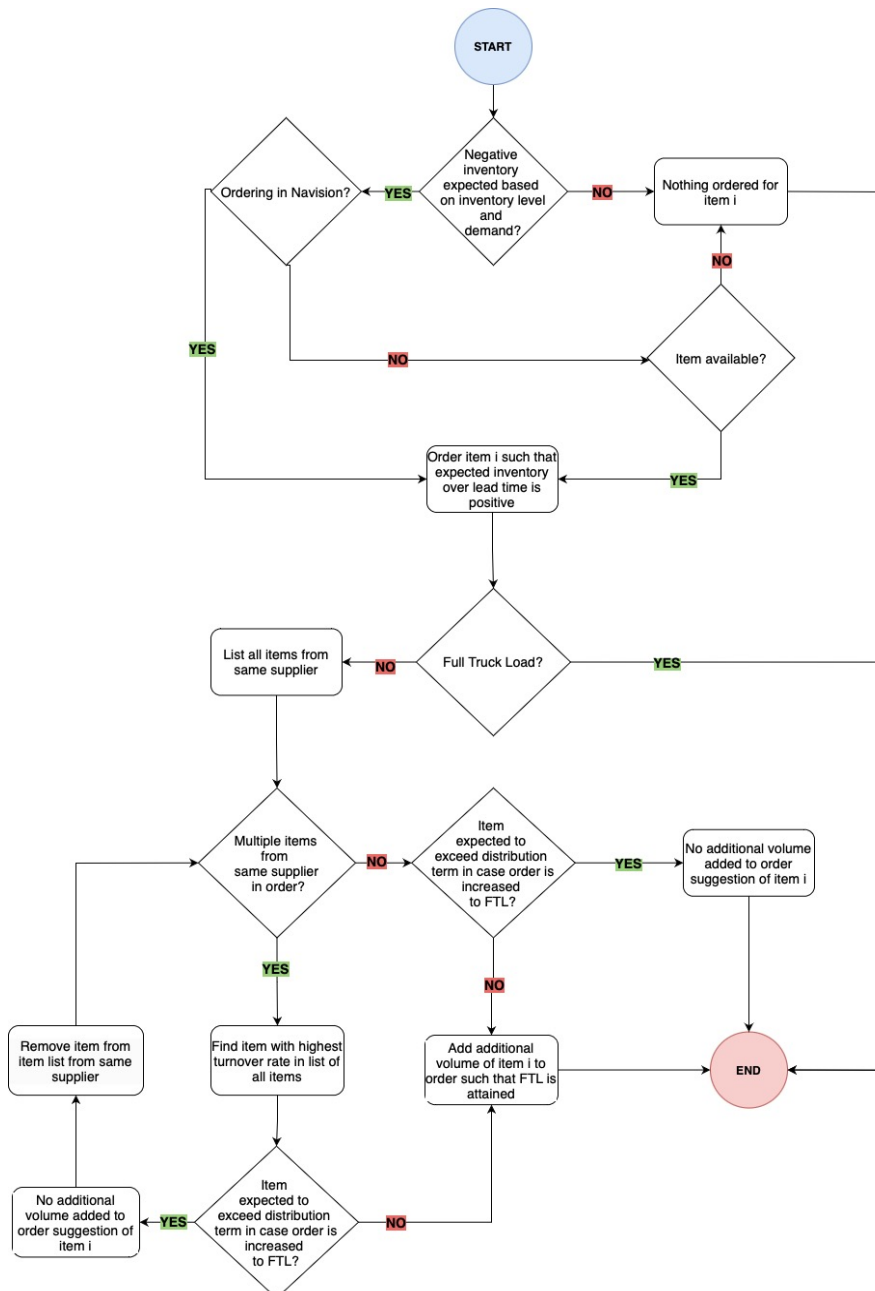 START
Negative
inventory
expected based
on inventory level
and
demand?
YES
NO
Ordering in Navision?
Nothing ordered for
item i
NO
YES
NO
Item available?
Order item i such that
expected inventory
over lead time is
positive
YES
List all items from
same supplier
NO
Full Truck Load?
YES
Multiple items
from
same supplier
in order?
NO
Item
expected to
exceed distribution
term in case order is
increased
to FTL?
YES
No additional volume
added to order
suggestion of item i
YES
NO
Remove item from
item list from same
supplier
Find item with highest
turnover rate in list of
all items
Add additional
volume of item i to
order such that FTL is
attained
END
No additional
volume added to
order suggestion of
item i
YES
Item
expected to
exceed distribution
term in case order is
increased
to FTL?
NO